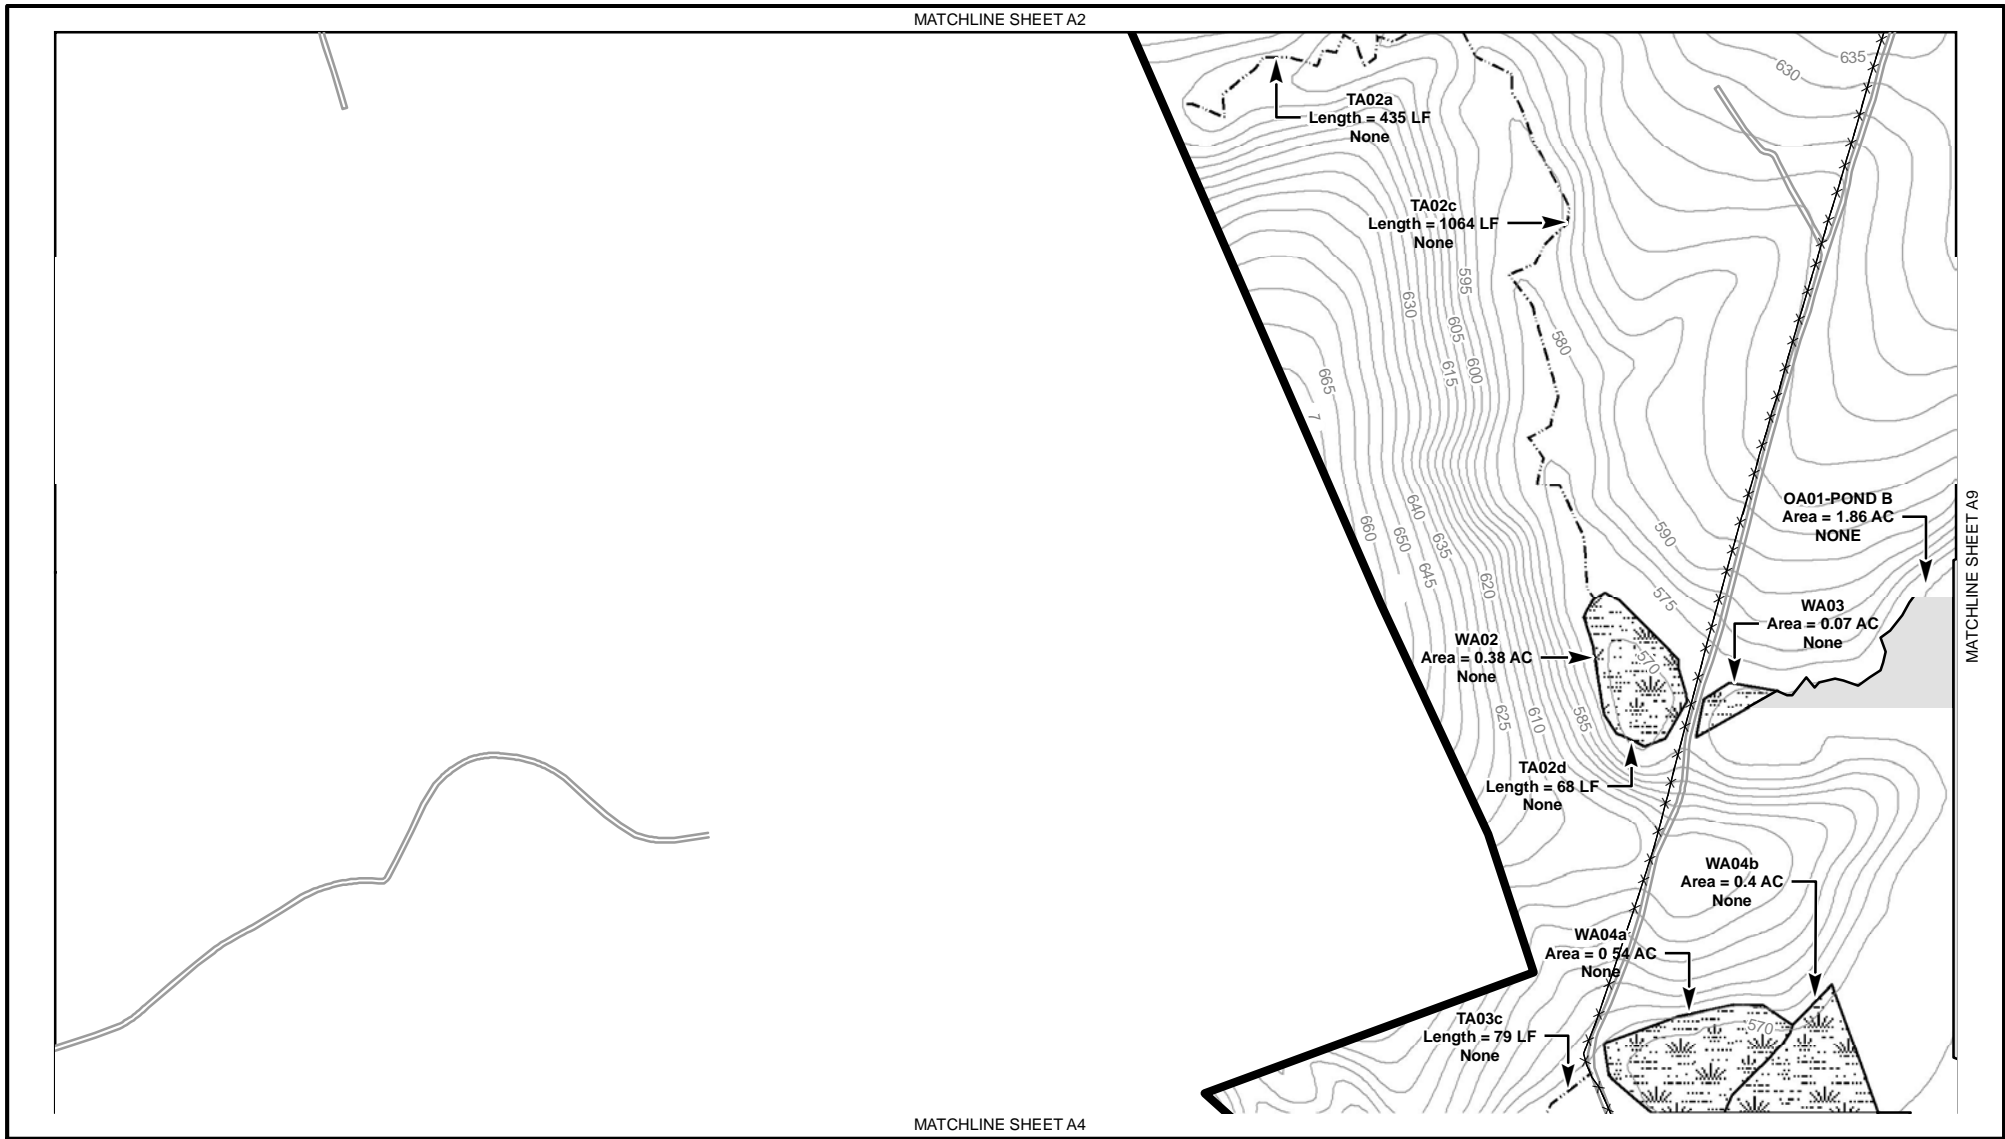 MATCHLINE SHEET A2
635
630
TA02a
Length = 435 LF
None
TA02c
Length = 1064 LF
None
595
630
605
580
600
615
665
7
OA01-POND B
Area = 1.86 AC
NONE
MATCHLINE SHEET A9
640
660
650
635
590
645
620
575
WA03
Area = 0.07 AC
None
WA02
Area = 0.38 AC
None
570
625
610
585
TA02d
Length = 68 LF
None
WA04b
Area = 0.4 AC
None
WA04a
Area = 0 54 AC
None
TA03c
Length = 79 LF
None
570
MATCHLINE SHEET A4